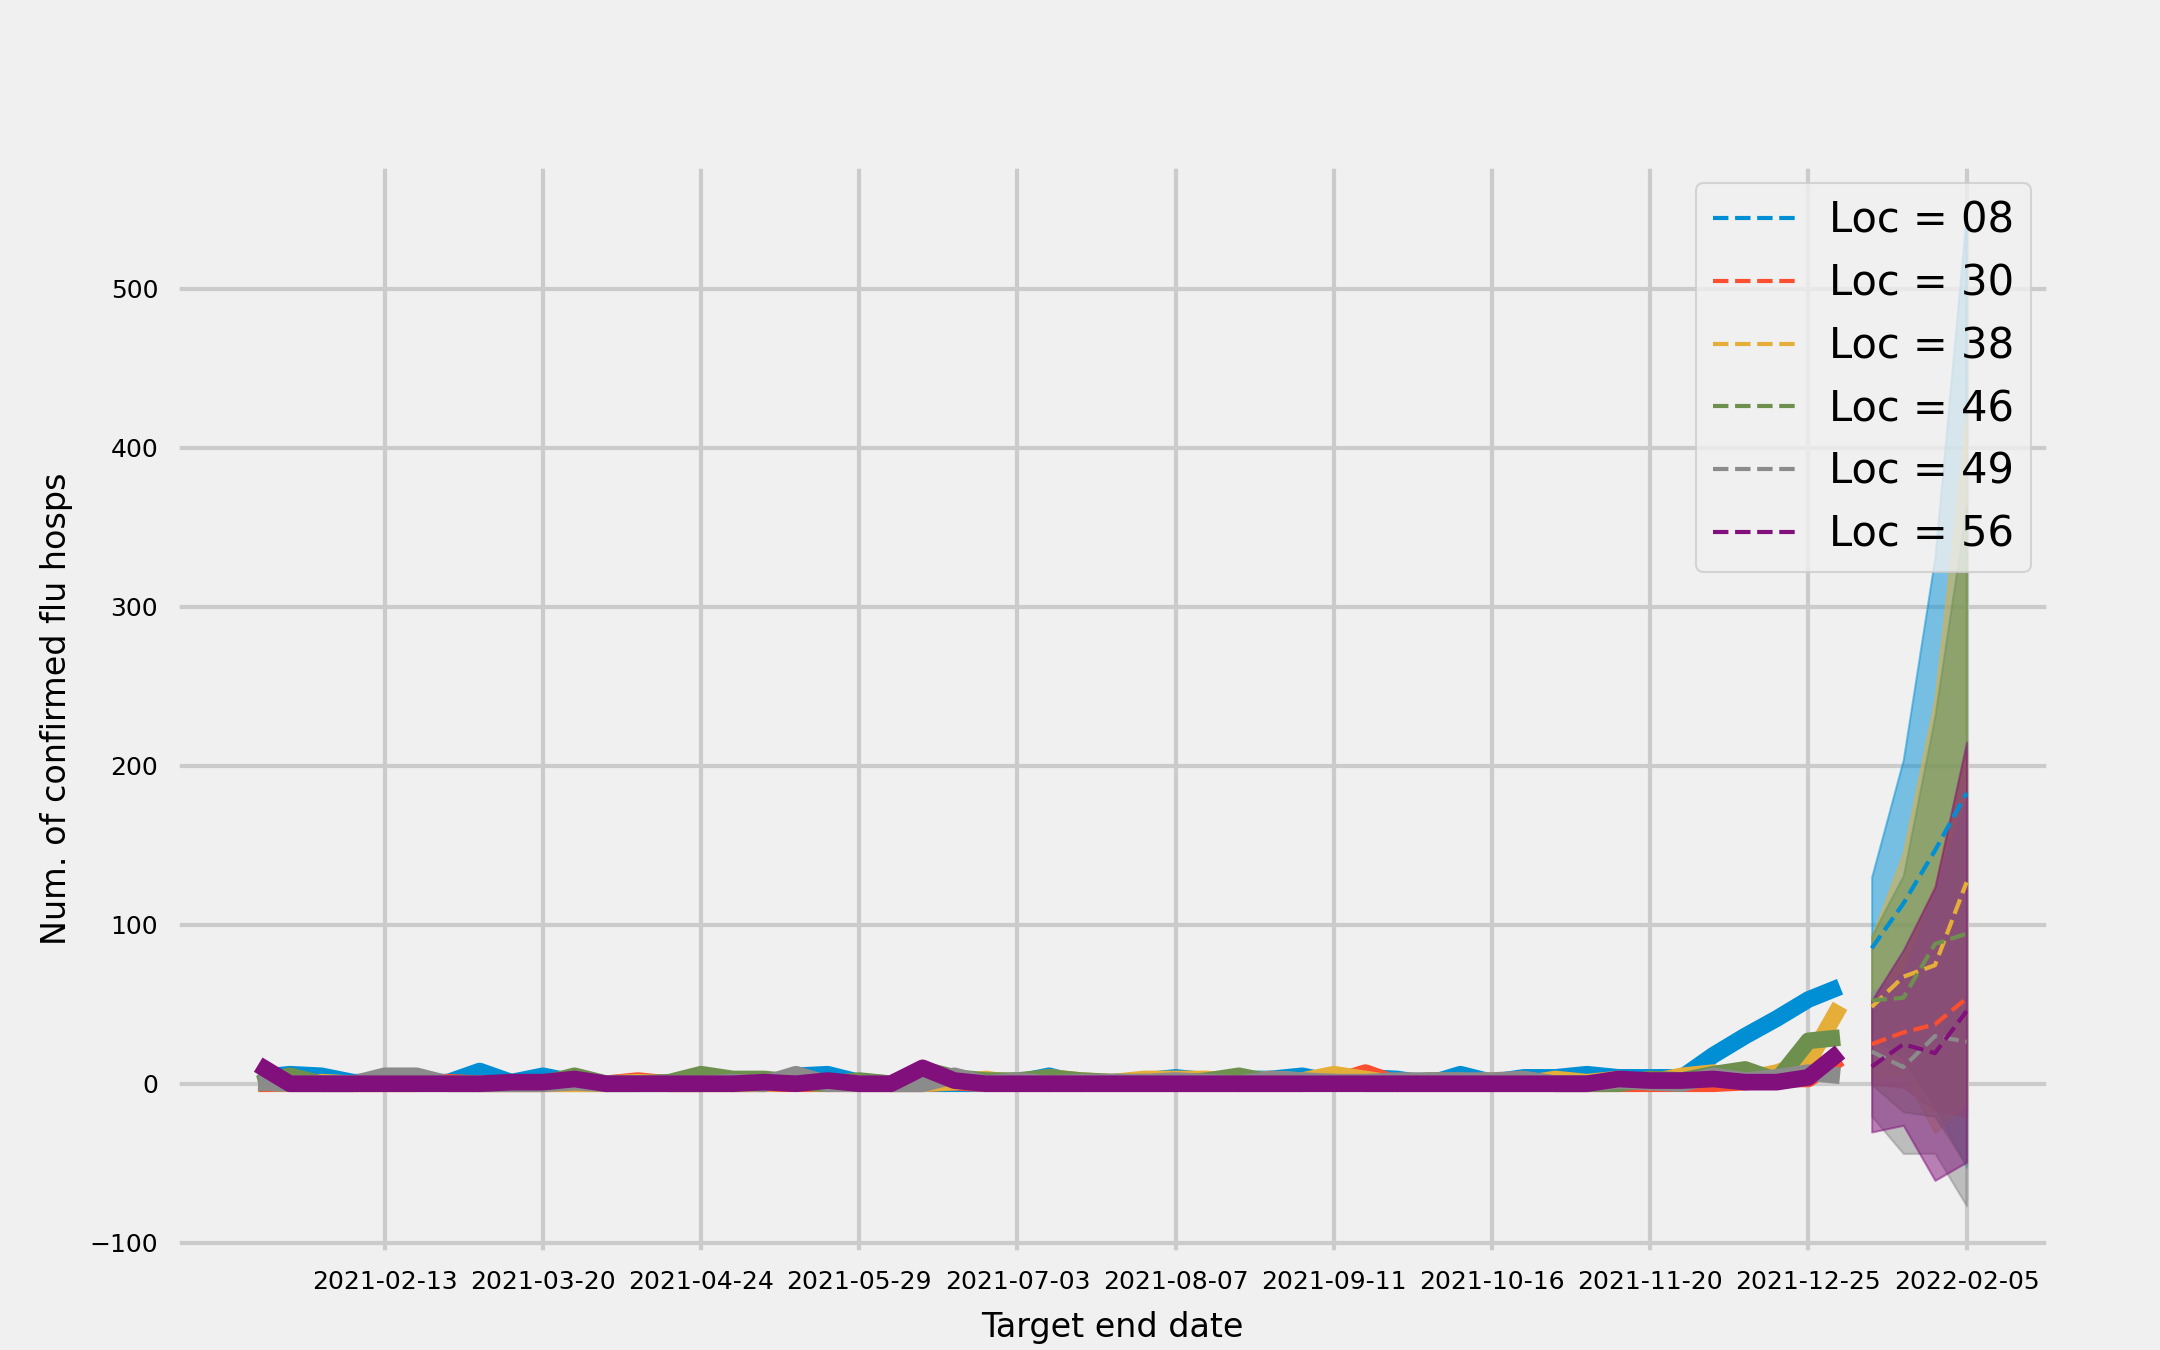 Loc = 08
Loc = 30
Loc = 38
Loc = 46
Loc = 49
Loc = 56
500
400
300
200
100
0
−100
Num. of confirmed flu hosps
2021-02-13 2021-03-20 2021-04-24 2021-05-29 2021-07-03 2021-08-07 2021-09-11 2021-10-16 2021-11-20 2021-12-25 2022-02-05
Target end date